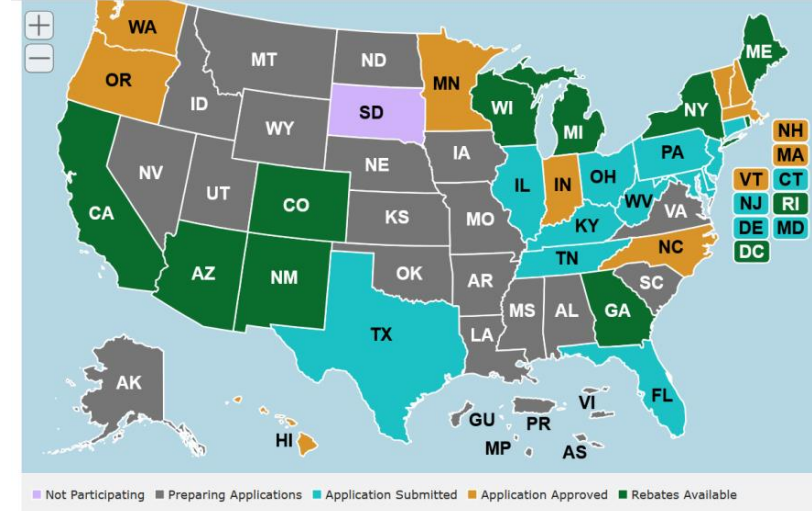 +
−
WA
MT
ND
MN
ME
OR
ID
SD
WI
MI
NY
WY
NH
NV
UT
NE
IA
IL
IN
OH
PA
MA
CA
CO
KS
MO
KY
WV
VA
VT
CT
NJ
RI
DE
MD
DC
AZ
NM
OK
AR
TN
NC
SC
TX
LA
MS
AL
GA
FL
AK
HI
GU
PR
VI
MP
AS
Not Participating Preparing Applications Application Submitted Application Approved Rebates Available